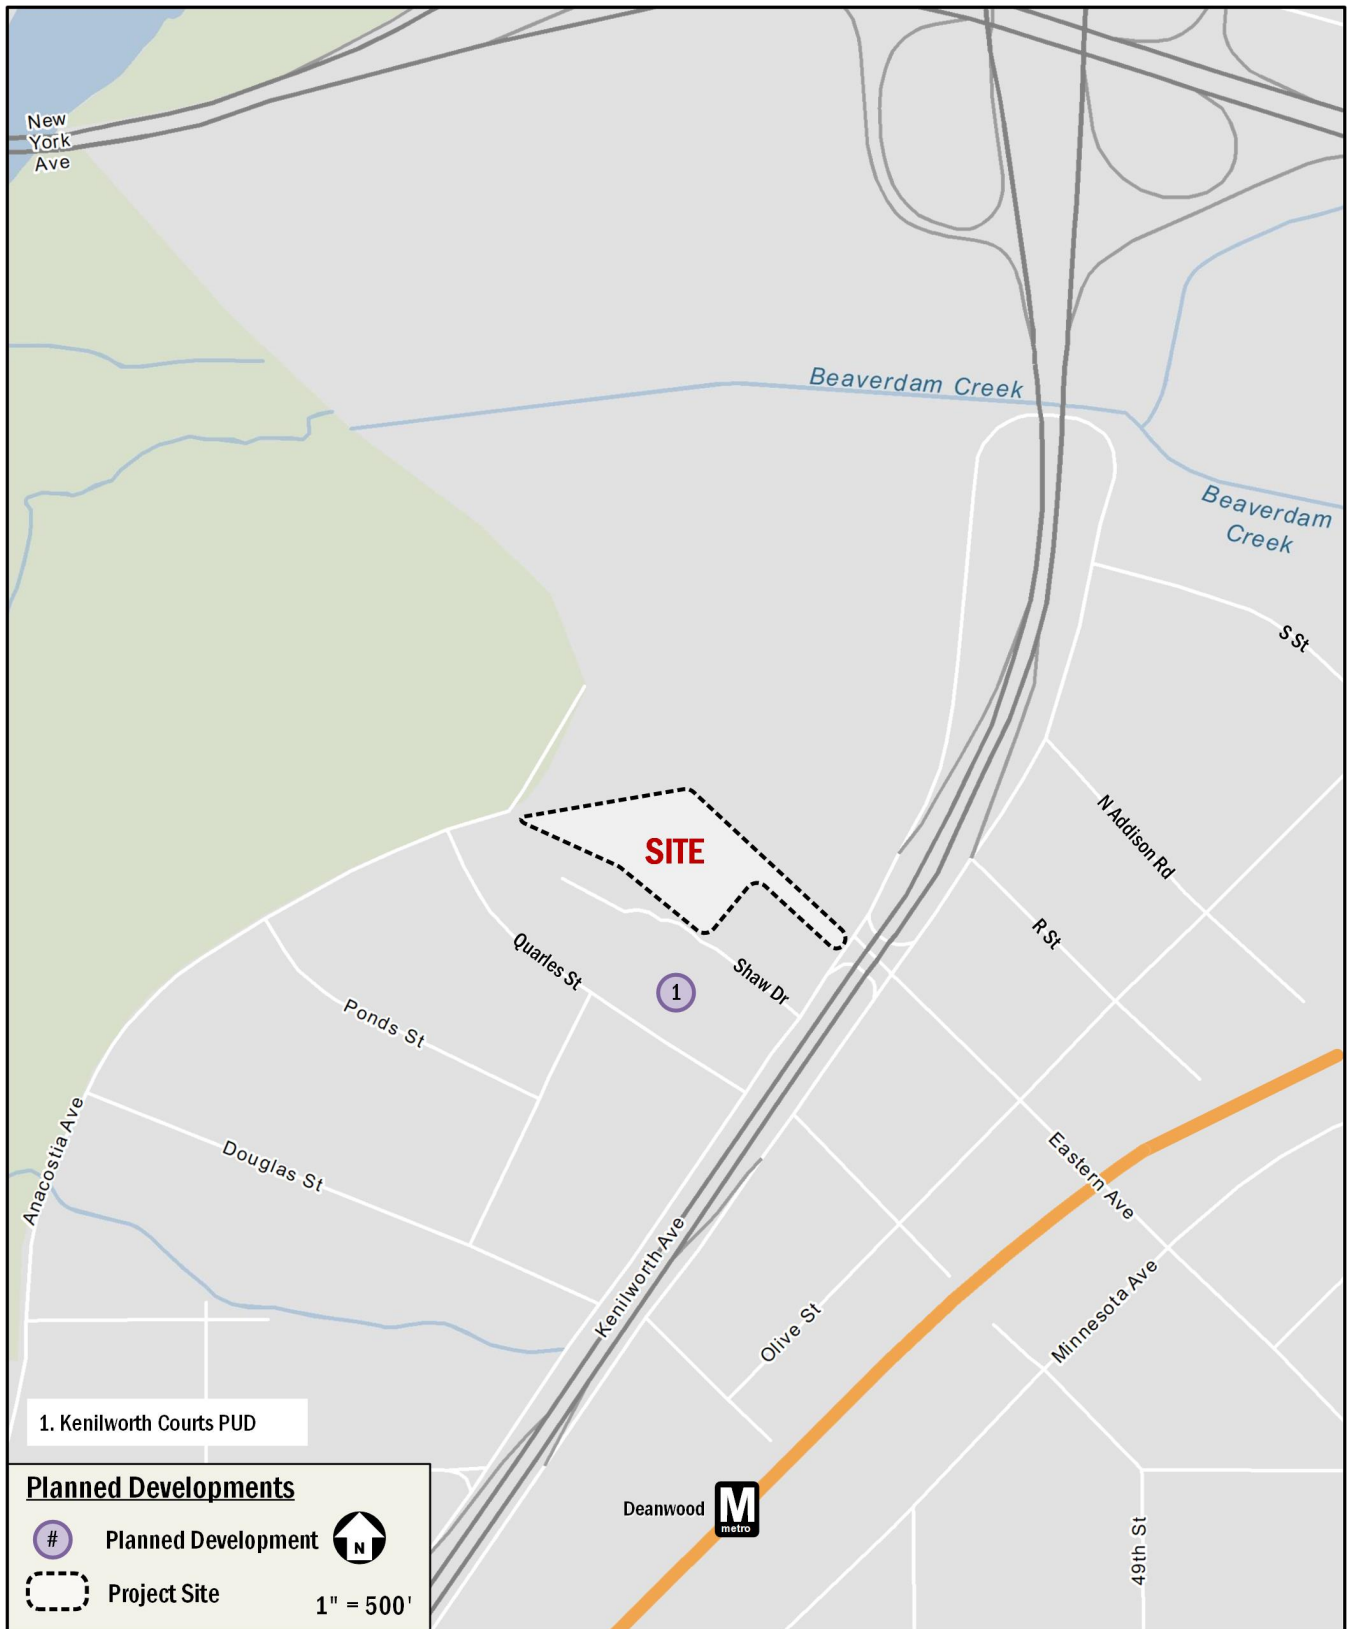 New
York
Ave
Beaverdam Creek
Beaverdam
Creek
S St
N Addison Rd
SITE
R St
Quarles St
Shaw Dr
1
Ponds St
Anacostia Ave
Douglas St
Eastern Ave
Kenilworth Ave
Minnesota Ave
Olive St
1. Kenilworth Courts PUD
Planned Developments
# Planned Development
N
Project Site
1" = 500'
Deanwood
M
metro
49th St